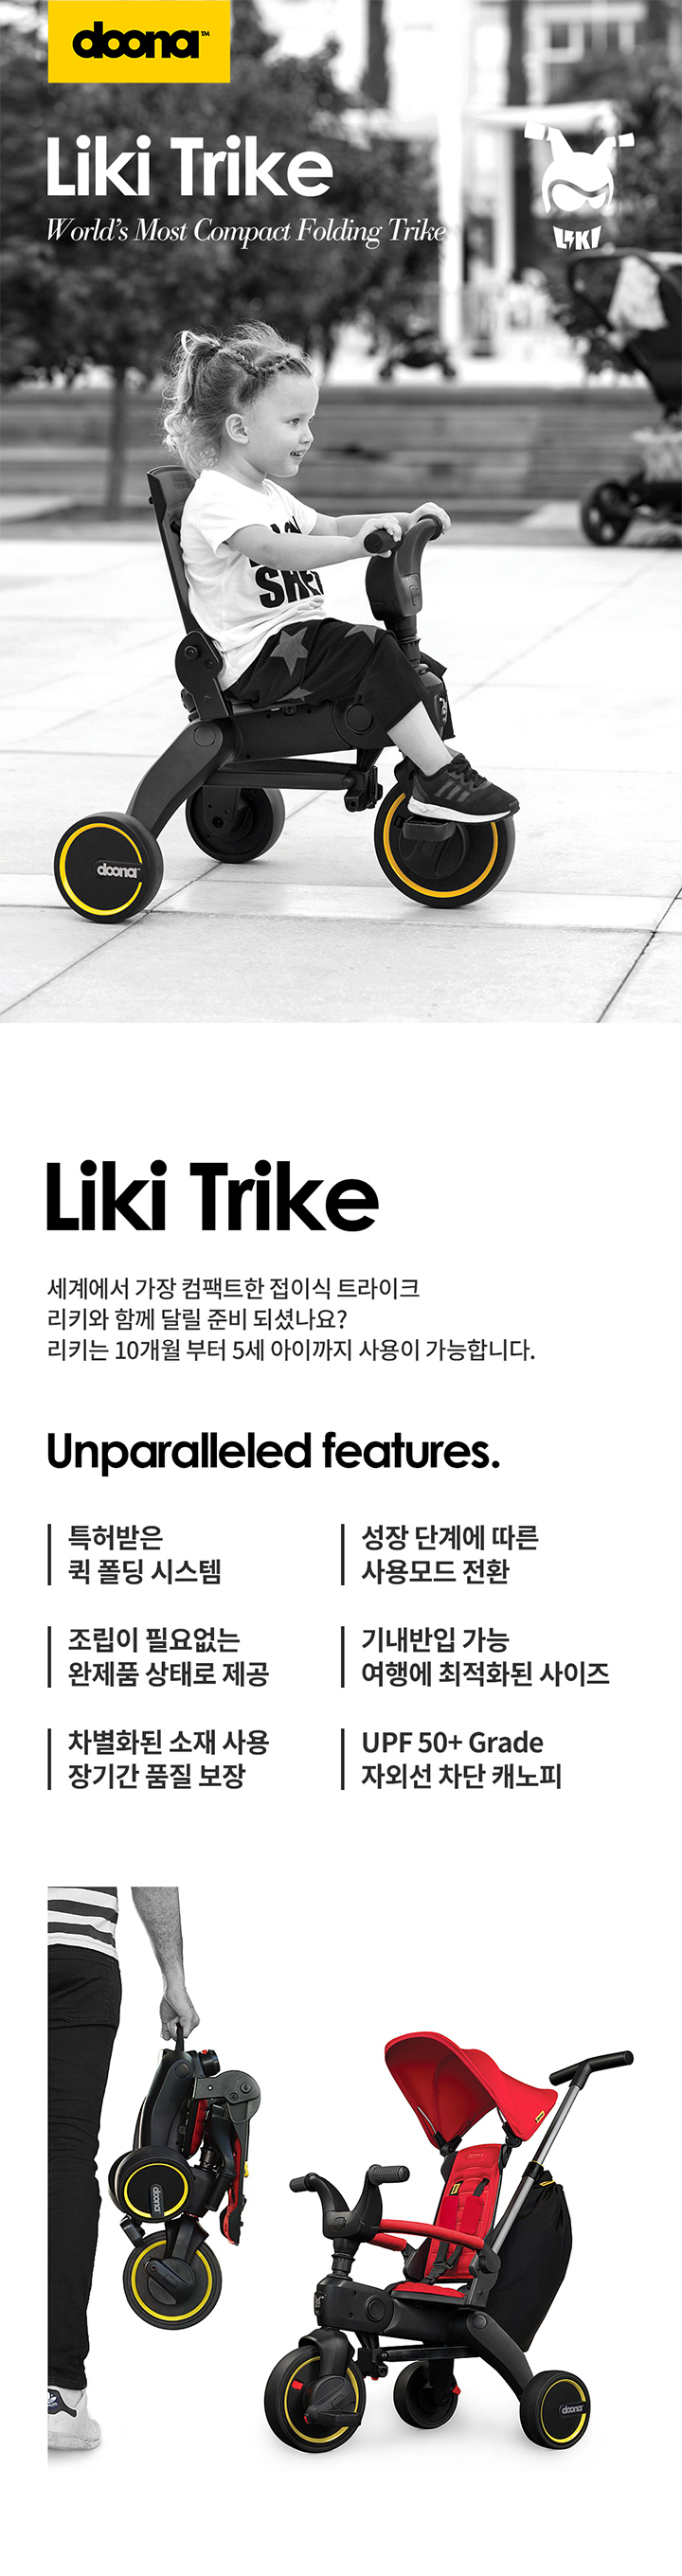 doona™
Liki Trike
World's Most Compact Folding Trike
LIKI
SHE
doona
Liki Trike
세계에서 가장 컴팩트한 접이식 트라이크
리키와 함께 달릴 준비 되셨나요?
리키는 10개월 부터 5세 아이까지 사용이 가능합니다.
Unparalleled features.
특허받은
퀵 폴딩 시스템
성장 단계에 따른
사용모드 전환
조립이 필요없는
완제품 상태로 제공
기내반입 가능
여행에 최적화된 사이즈
차별화된 소재 사용
장기간 품질 보장
UPF 50+ Grade
자외선 차단 캐노피
doona
doona